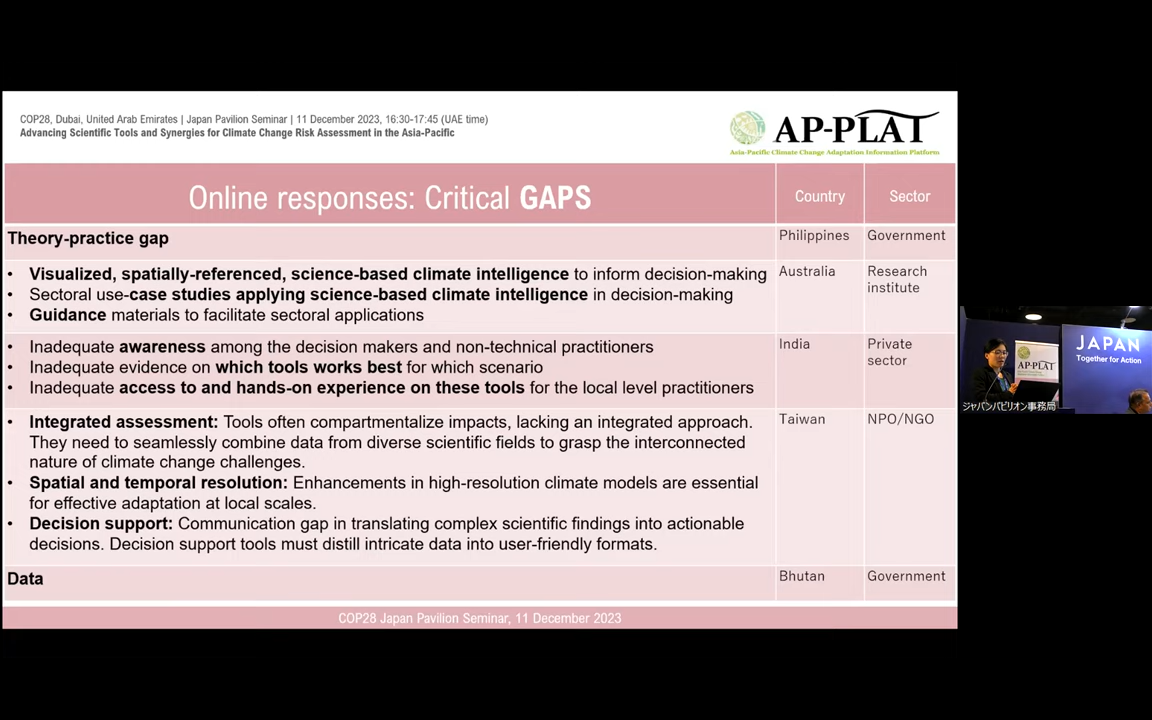 COP28, Dubai, United Arab Emirates | Japan Pavilion Seminar | 11 December 2023, 16:30-17:45 (UAE time)
Advancing Scientific Tools and Synergies for Climate Change Risk Assessment in the Asia-Pacific
AP-PLAT
Asia-Pacific Climate Change Adaptation Information Platform
Online responses: Critical GAPS
Country
Sector
Theory-practice gap
Philippines
Government
• Visualized, spatially-referenced, science-based climate intelligence to inform decision-making
• Sectoral use-case studies applying science-based climate intelligence in decision-making
• Guidance materials to facilitate sectoral applications
Australia
Research
institute
• Inadequate awareness among the decision makers and non-technical practitioners
• Inadequate evidence on which tools works best for which scenario
• Inadequate access to and hands-on experience on these tools for the local level practitioners
India
Private
sector
• Integrated assessment: Tools often compartmentalize impacts, lacking an integrated approach.
They need to seamlessly combine data from diverse scientific fields to grasp the interconnected
nature of climate change challenges.
• Spatial and temporal resolution: Enhancements in high-resolution climate models are essential
for effective adaptation at local scales.
• Decision support: Communication gap in translating complex scientific findings into actionable
decisions. Decision support tools must distill intricate data into user-friendly formats.
Taiwan
NPO/NGO
Data
Bhutan
Government
COP28 Japan Pavilion Seminar, 11 December 2023
JAPAN
Together for Action
AP-PLAT
ジャパンパビリオン事務局